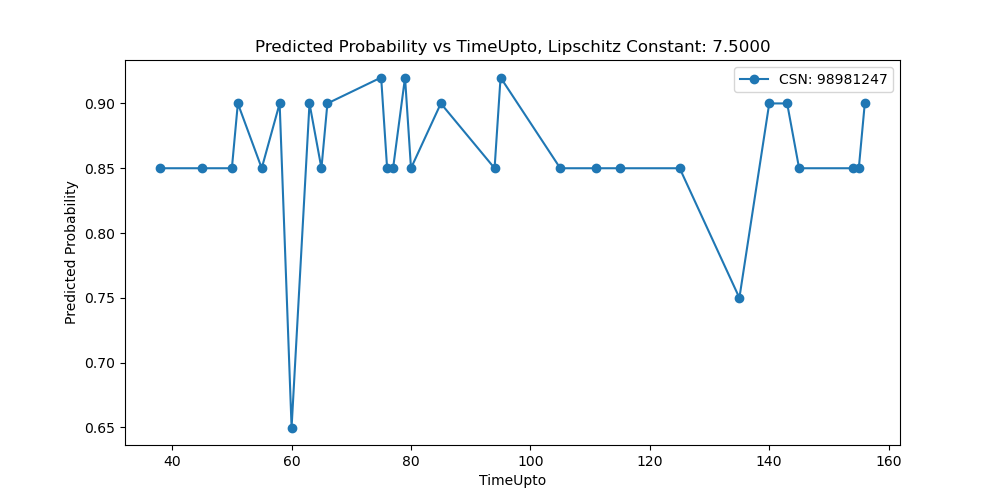 Predicted Probability vs TimeUpto, Lipschitz Constant: 7.5000
CSN: 98981247
0.90
0.85
0.80
0.75
0.70
0.65
Predicted Probability
40 60 80 100 120 140 160
TimeUpto